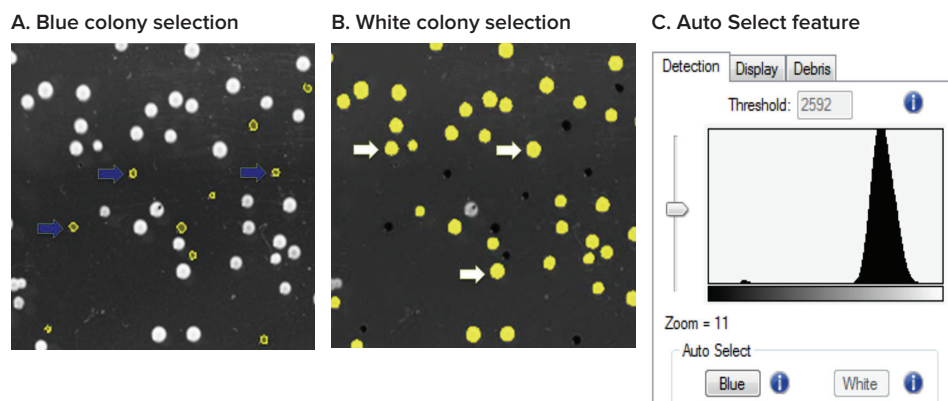 A. Blue colony selection
B. White colony selection
C. Auto Select feature
Detection
Display
Debris
Threshold: 2592
Zoom = 11
Auto Select
Blue
White